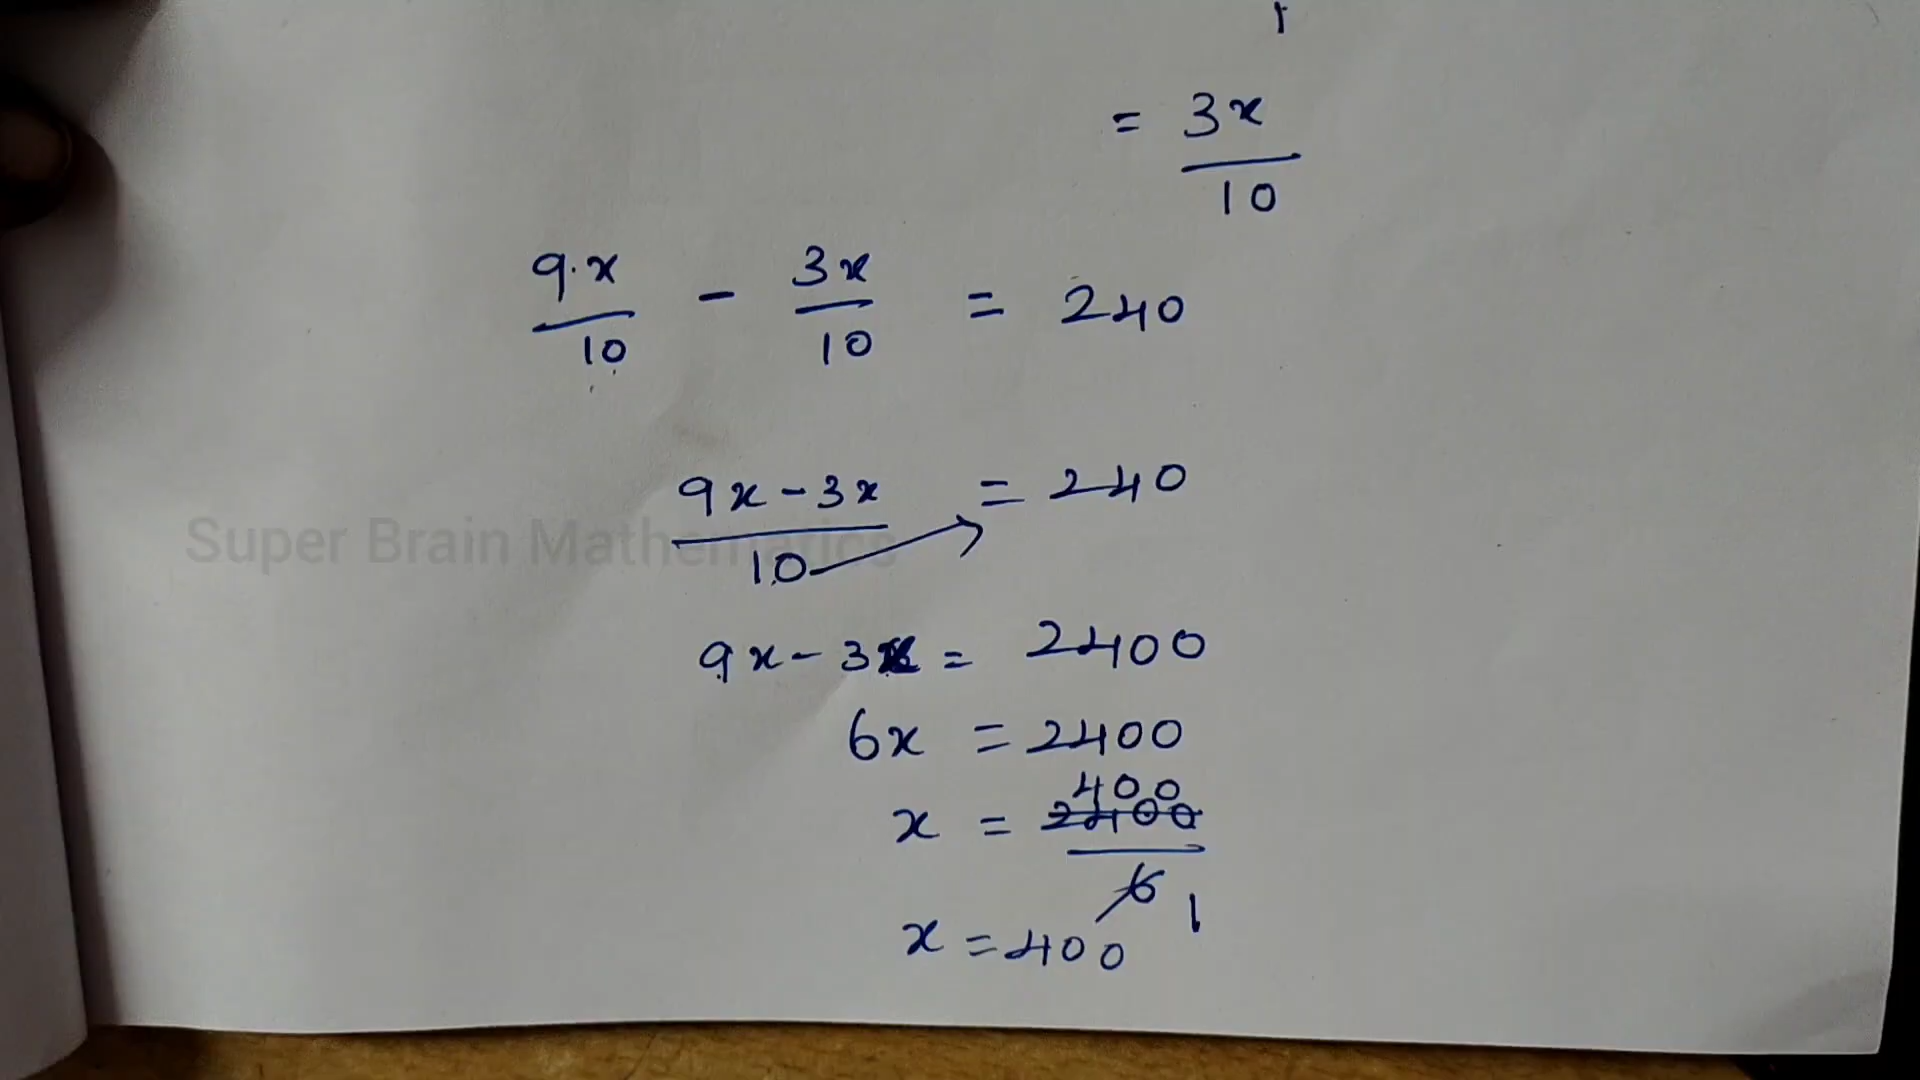 = 3x
10
9.x - 3x = 240
10 10
9x - 3x = 240
10
Super Brain Mathematics
9x - 3x = 2400
6x = 2400
400
x = 2400
6 1
x = 400